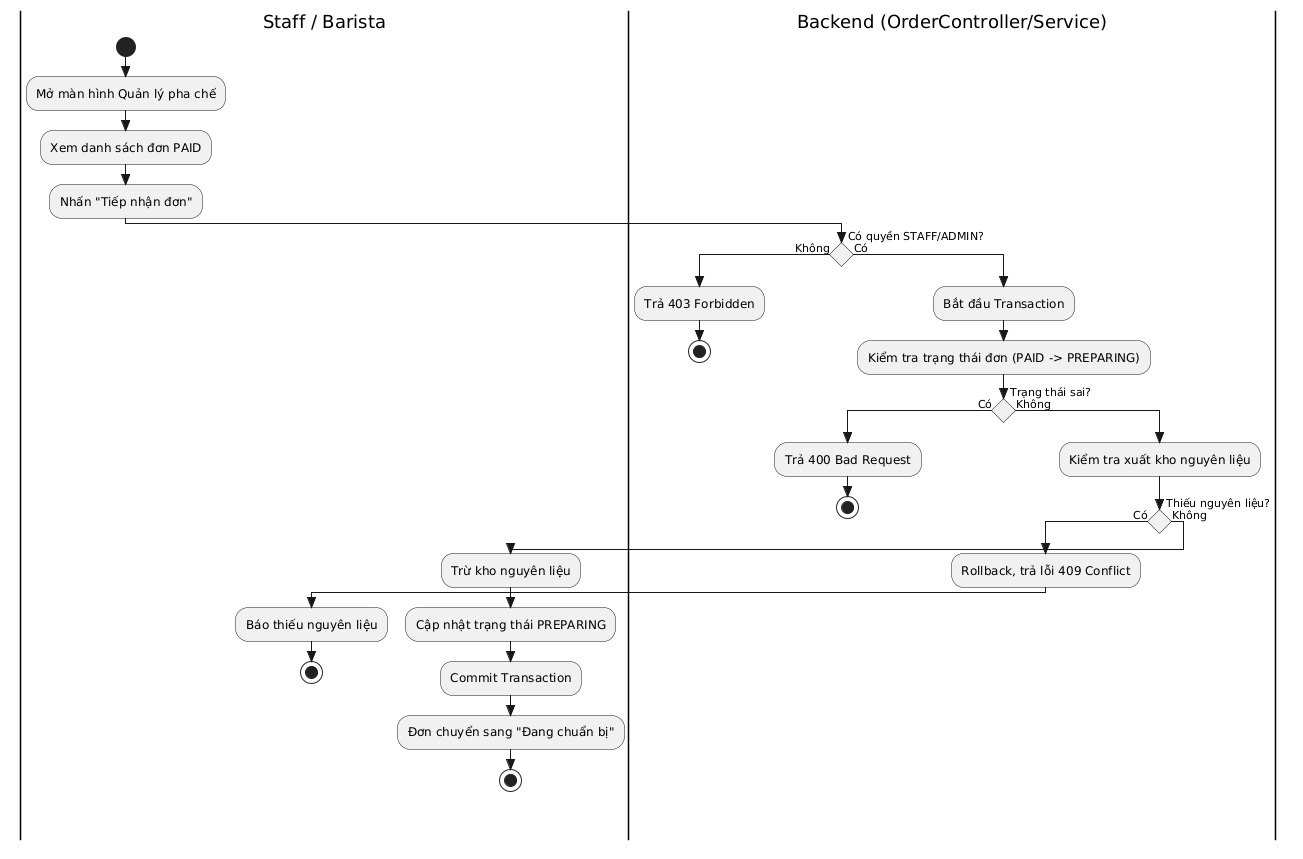 Staff / Barista
Backend (OrderController/Service)
Mở màn hình Quản lý pha chế
Xem danh sách đơn PAID
Nhấn "Tiếp nhận đơn"
Có quyền STAFF/ADMIN?
Không
Có
Trả 403 Forbidden
Bắt đầu Transaction
Kiểm tra trạng thái đơn (PAID -> PREPARING)
Trạng thái sai?
Có
Không
Trả 400 Bad Request
Kiểm tra xuất kho nguyên liệu
Thiếu nguyên liệu?
Có
Không
Trừ kho nguyên liệu
Rollback, trả lỗi 409 Conflict
Báo thiếu nguyên liệu
Cập nhật trạng thái PREPARING
Commit Transaction
Đơn chuyển sang "Đang chuẩn bị"